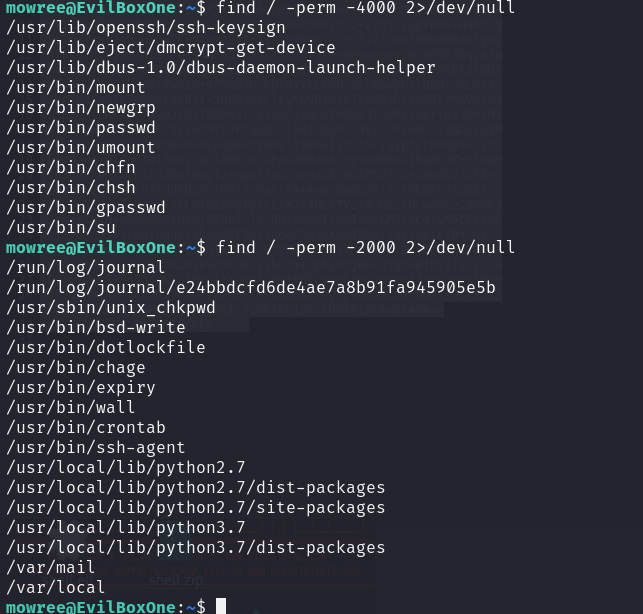 mowree@EvilBoxOne:~$ find / -perm -4000 2>/dev/null
/usr/lib/openssh/ssh-keysign
/usr/lib/eject/dmcrypt-get-device
/usr/lib/dbus-1.0/dbus-daemon-launch-helper
/usr/bin/mount
/usr/bin/newgrp
/usr/bin/passwd
/usr/bin/umount
/usr/bin/chfn
/usr/bin/chsh
/usr/bin/gpasswd
/usr/bin/su
mowree@EvilBoxOne:~$ find / -perm -2000 2>/dev/null
/run/log/journal
/run/log/journal/e24bbdcfd6de4ae7a8b91fa945905e5b
/usr/sbin/unix_chkpwd
/usr/bin/bsd-write
/usr/bin/dotlockfile
/usr/bin/chage
/usr/bin/expiry
/usr/bin/wall
/usr/bin/crontab
/usr/bin/ssh-agent
/usr/local/lib/python2.7
/usr/local/lib/python2.7/dist-packages
/usr/local/lib/python2.7/site-packages
/usr/local/lib/python3.7
/usr/local/lib/python3.7/dist-packages
/var/mail
shell.zip
/var/local
mowree@EvilBoxOne:~$